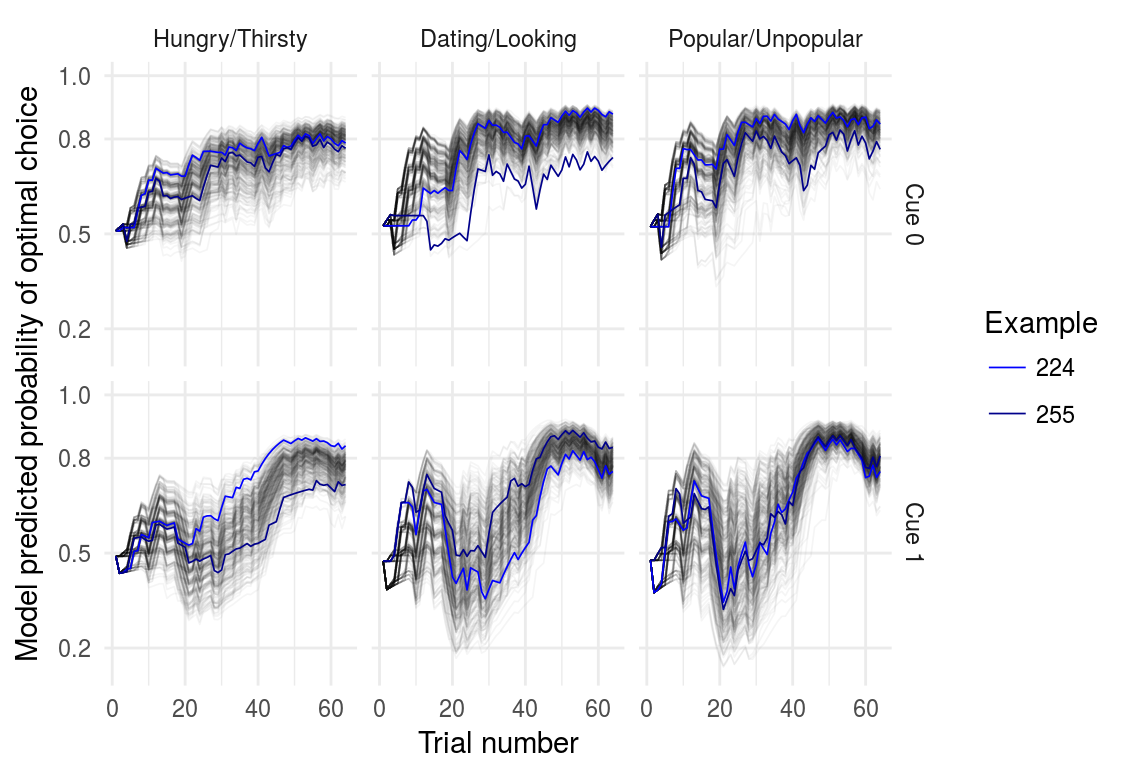 Hungry/Thirsty Dating/Looking Popular/Unpopular
Model predicted probability of optimal choice
1.0
0.8
0.5
0.2
Cue 0
1.0
0.8
0.5
0.2
Cue 1
0 20 40 60 0 20 40 60 0 20 40 60
Trial number
Example
224
255